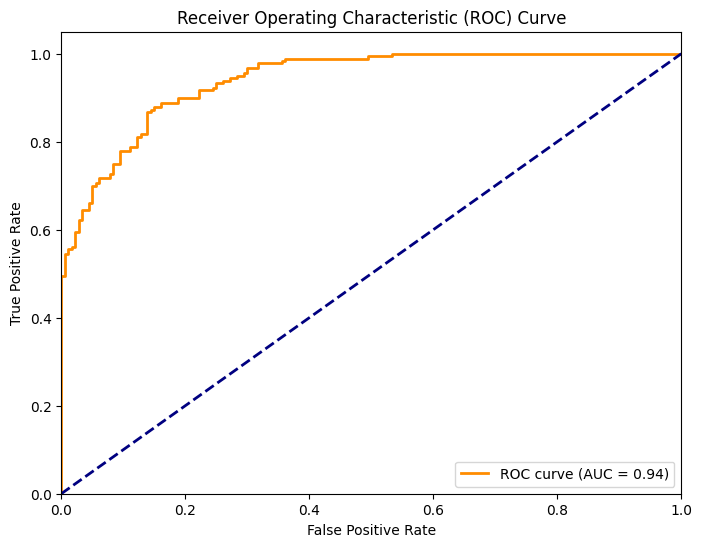 Receiver Operating Characteristic (ROC) Curve
True Positive Rate
1.0
0.8
0.6
0.4
0.2
0.0
ROC curve (AUC = 0.94)
0.0 0.2 0.4 0.6 0.8 1.0
False Positive Rate